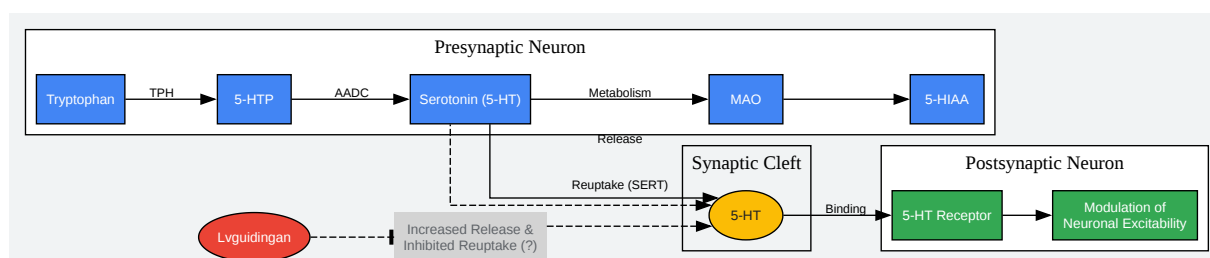 Presynaptic Neuron
Tryptophan
TPH
5-HTP
AADC
Serotonin (5-HT)
Metabolism
MAO
5-HIAA
Release
Synaptic Cleft
Postsynaptic Neuron
Reuptake (SERT)
5-HT
Binding
5-HT Receptor
Modulation of
Neuronal Excitability
Lvguidingan
Increased Release &
Inhibited Reuptake (?)